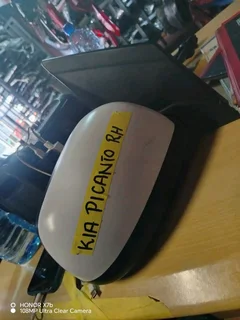 KIA PICANTO RH
HONOR X7b
108MP Ultra Clear Camera